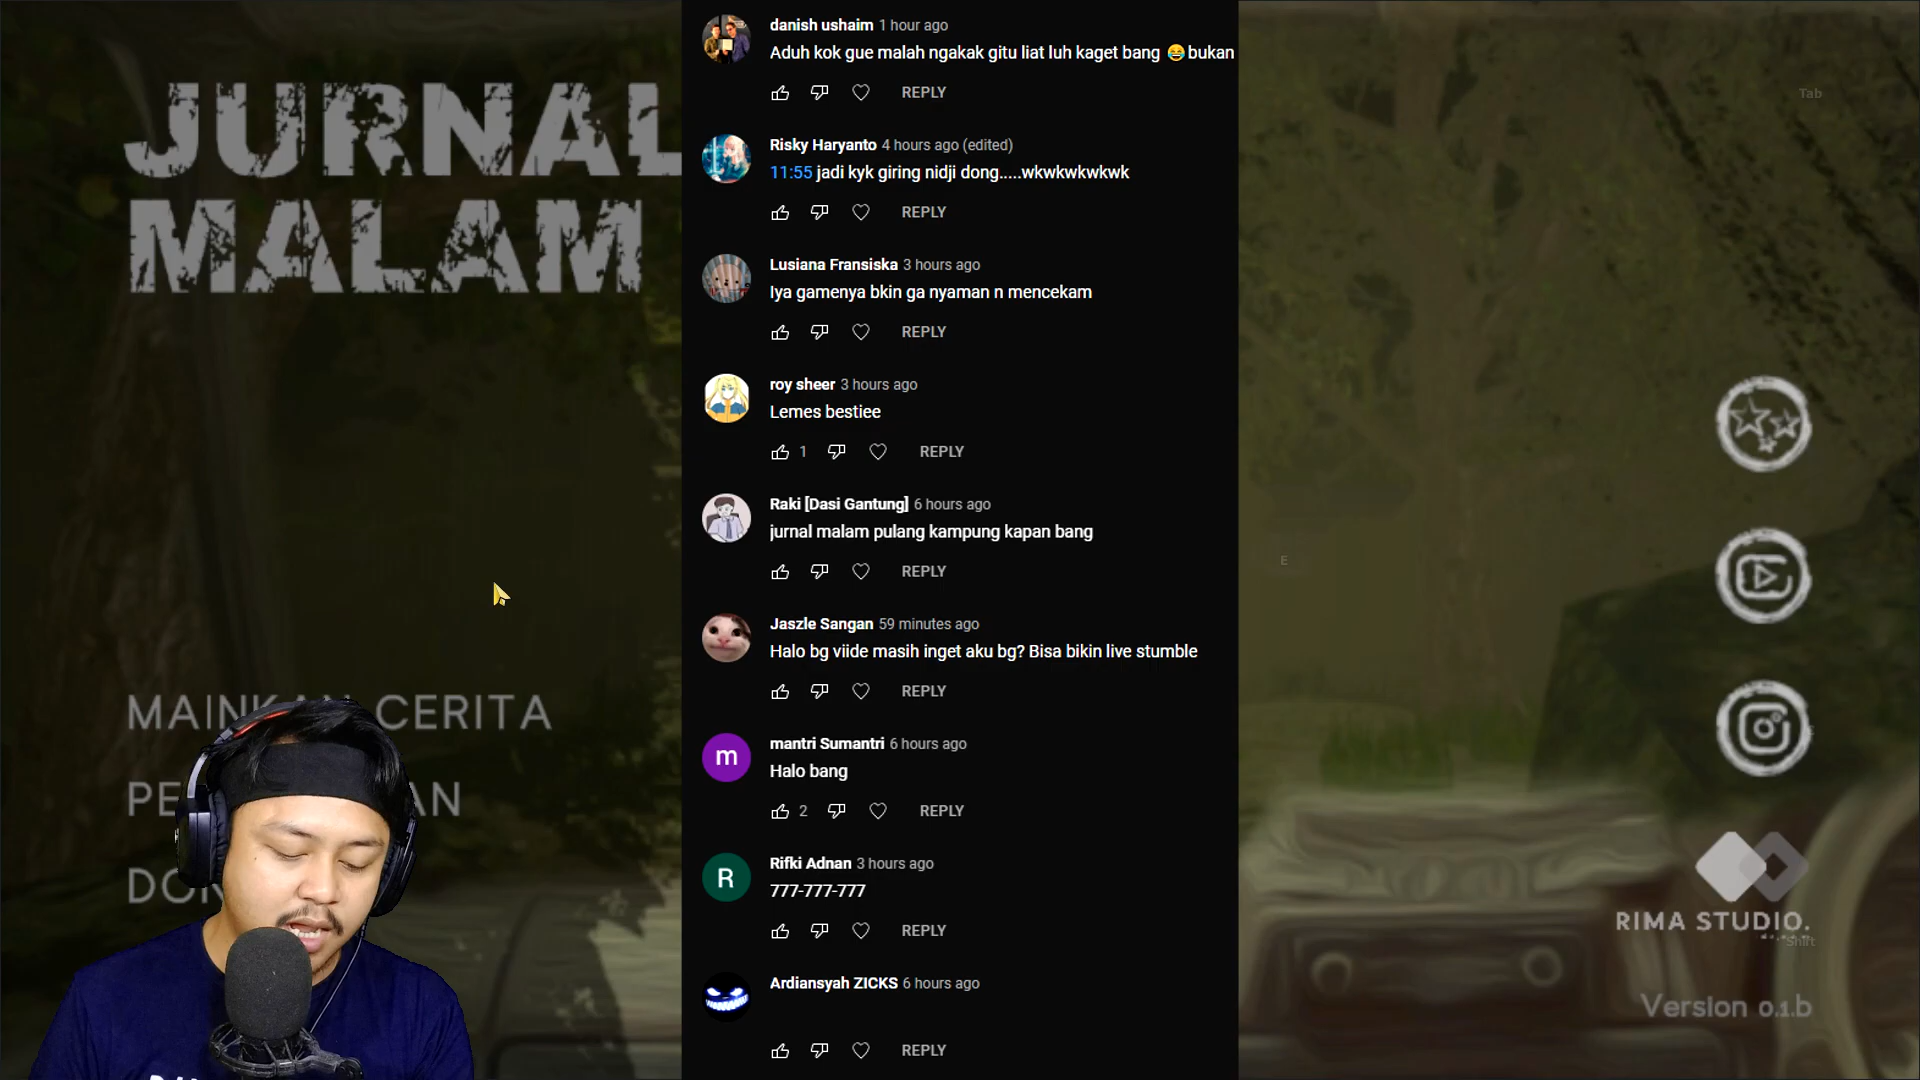 JURNAL
MALAM
danish ushaim 1 hour ago
Aduh kok gue malah ngakak gitu liat luh kaget bang 😂bukan
REPLY
Risky Haryanto 4 hours ago (edited)
11:55 jadi kyk giring nidji dong.....wkwkwkwkwk
REPLY
Lusiana Fransiska 3 hours ago
Iya gamenya bkin ga nyaman n mencekam
REPLY
roy sheer 3 hours ago
Lemes bestiee
1 REPLY
Raki [Dasi Gantung] 6 hours ago
jurnal malam pulang kampung kapan bang
REPLY
Jaszle Sangan 59 minutes ago
Halo bg viide masih inget aku bg? Bisa bikin live stumble
REPLY
m
mantri Sumantri 6 hours ago
Halo bang
2 REPLY
R
Rifki Adnan 3 hours ago
777-777-777
REPLY
Ardiansyah ZICKS 6 hours ago
REPLY
CERITA
Tab
E
RIMA STUDIO.
Shift
Version 0.1.b